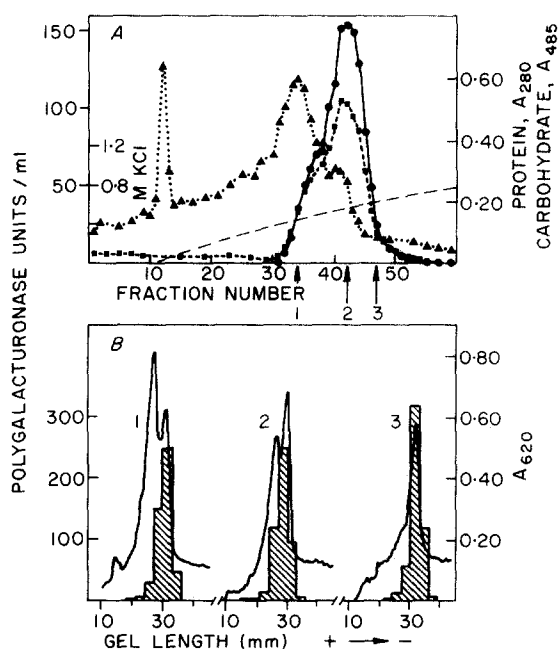 A
150
100
50
1·2
0·8
M KCl
0·60
0·40
0·20
10 20 30 40 50
FRACTION NUMBER
1 2 3
POLYGALACTURONASE UNITS / ml
PROTEIN, A280
CARBOHYDRATE, A485
B
300
200
100
1 2 3
0·80
0·60
0·40
0·20
A620
10 30 10 30 10 30
GEL LENGTH (mm) + → −